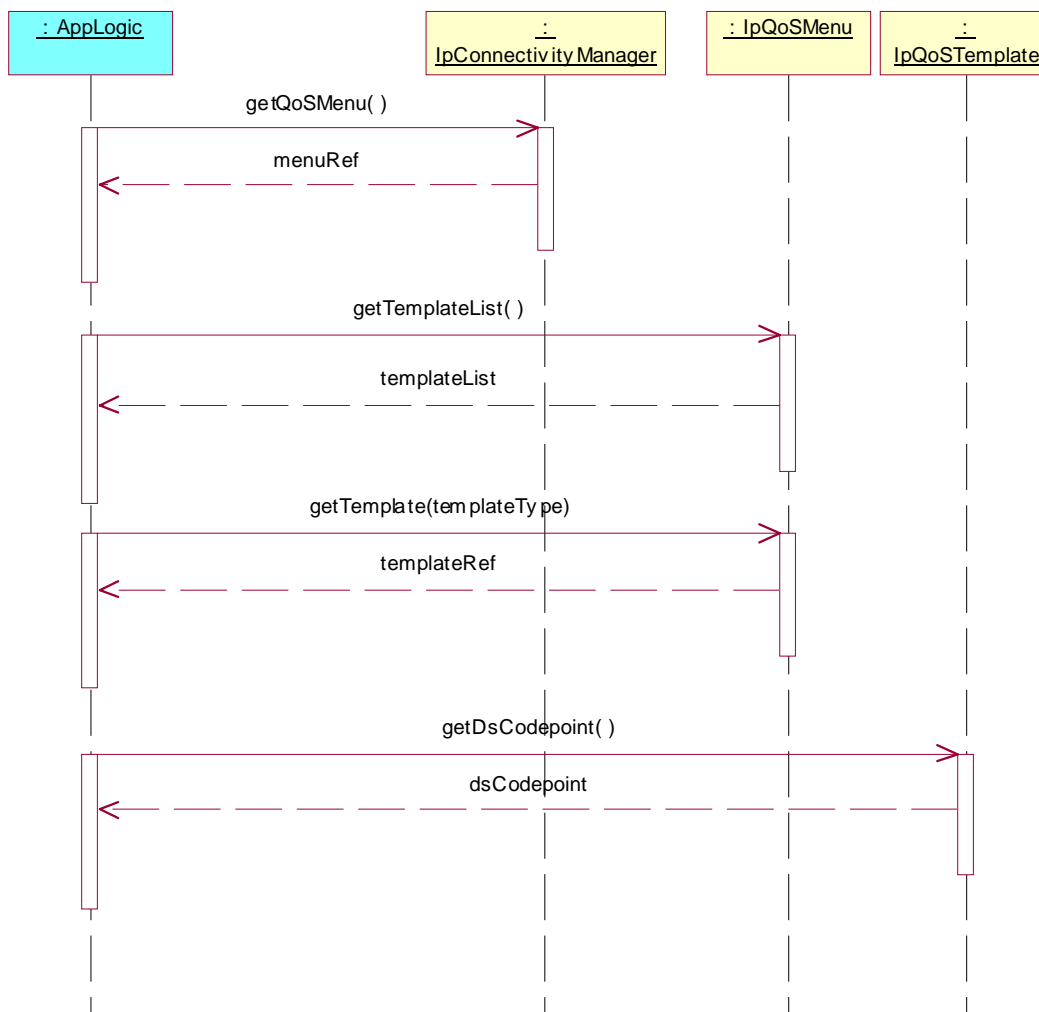 : AppLogic
:
IpConnectivityManager
: IpQoSMenu
:
IpQoSTemplate
getQoSMenu( )
menuRef
getTemplateList( )
templateList
getTemplate(templateType)
templateRef
getDsCodepoint( )
dsCodepoint